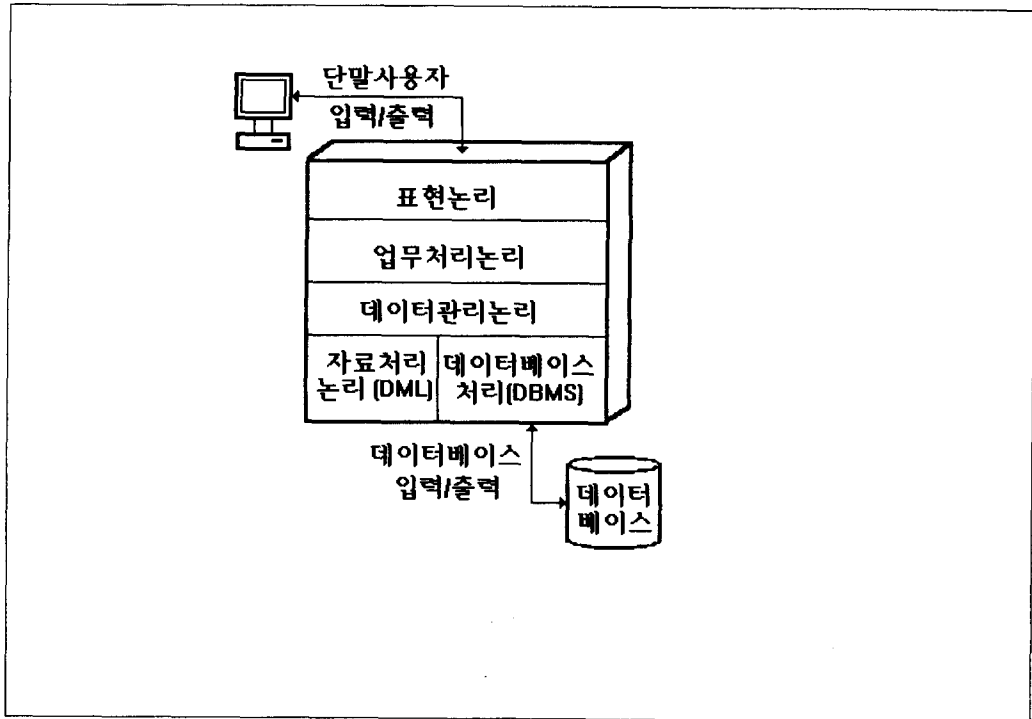 단말사용자
입력/출력
표현논리
업무처리논리
데이터관리논리
자료처리
논리(DML)
데이터베이스
처리(DBMS)
데이터베이스
입력/출력
데이터
베이스